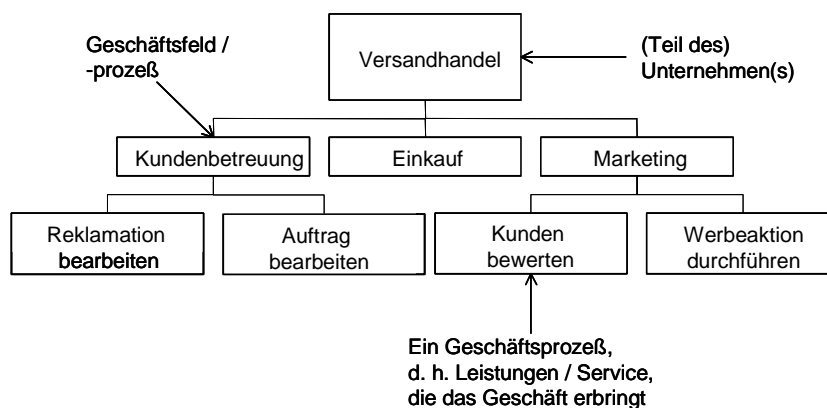 Geschäftsfeld /
-prozeß
Versandhandel
(Teil des)
Unternehmen(s)
Kundenbetreuung
Einkauf
Marketing
Reklamation
bearbeiten
Auftrag
bearbeiten
Kunden
bewerten
Werbeaktion
durchführen
Ein Geschäftsprozeß,
d. h. Leistungen / Service,
die das Geschäft erbringt